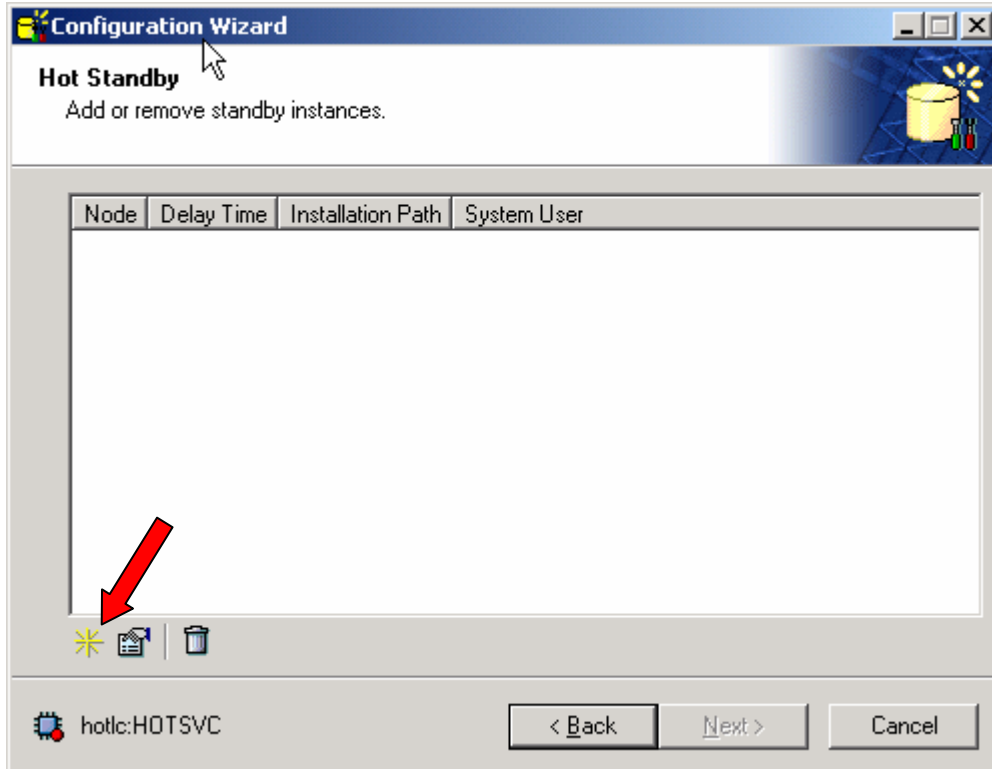 Configuration Wizard
Hot Standby
Add or remove standby instances.
Node Delay Time Installation Path System User
hotlc:HOTSVC
< Back Next > Cancel